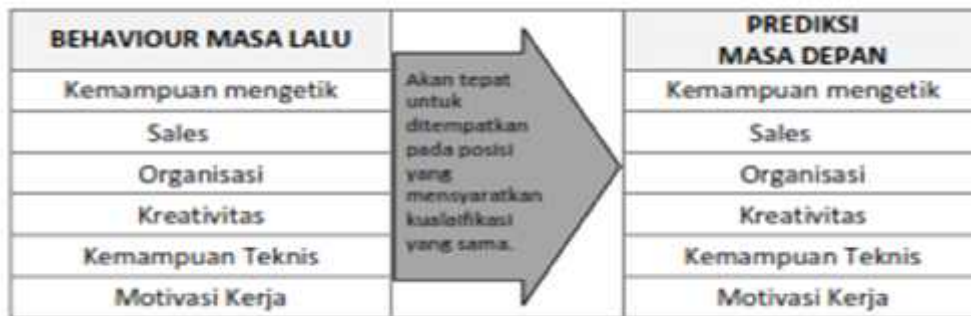 BEHAVIOUR MASA LALU
Kemampuan mengetik
Sales
Organisasi
Kreativitas
Kemampuan Teknis
Motivasi Kerja
Akan tepat
untuk
ditempatkan
pada posisi
yang
mensyaratkan
kualaifikasi
yang sama.
PREDIKSI
MASA DEPAN
Kemampuan mengetik
Sales
Organisasi
Kreativitas
Kemampuan Teknis
Motivasi Kerja